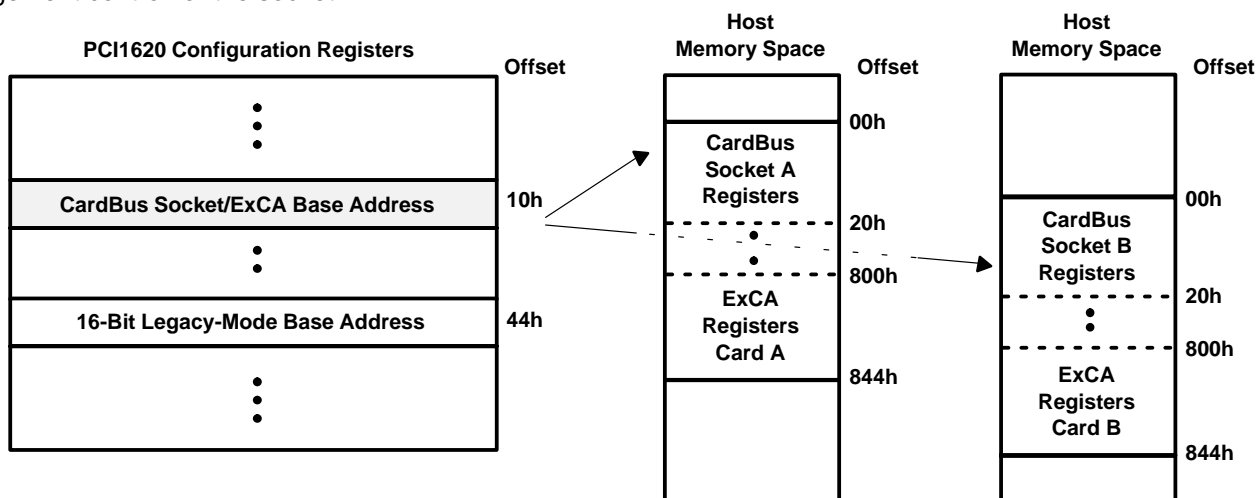 PCI1620 Configuration Registers
Offset
CardBus Socket/ExCA Base Address
10h
16-Bit Legacy-Mode Base Address
44h
Host
Memory Space
Offset
00h
CardBus
Socket A
Registers
20h
800h
ExCA
Registers
Card A
844h
Host
Memory Space
Offset
00h
CardBus
Socket B
Registers
20h
800h
ExCA
Registers
Card B
844h